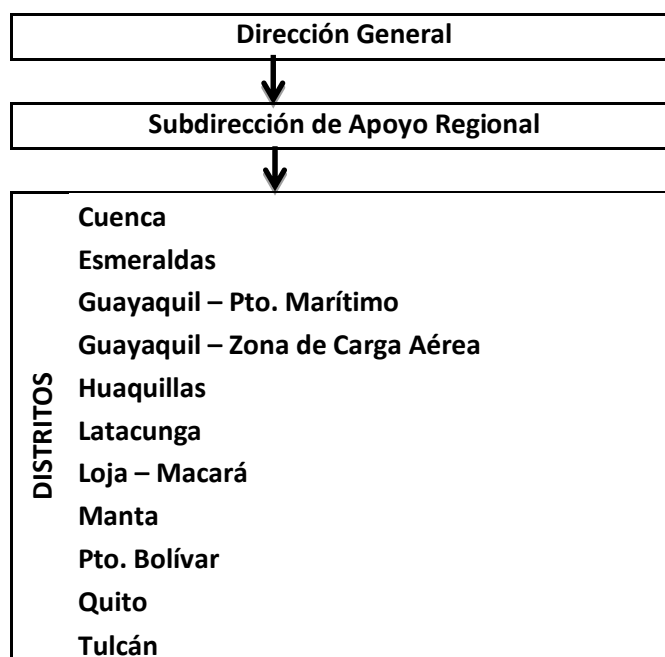 Dirección General
Subdirección de Apoyo Regional
DISTRITOS
Cuenca
Esmeraldas
Guayaquil – Pto. Marítimo
Guayaquil – Zona de Carga Aérea
Huaquillas
Latacunga
Loja – Macará
Manta
Pto. Bolívar
Quito
Tulcán